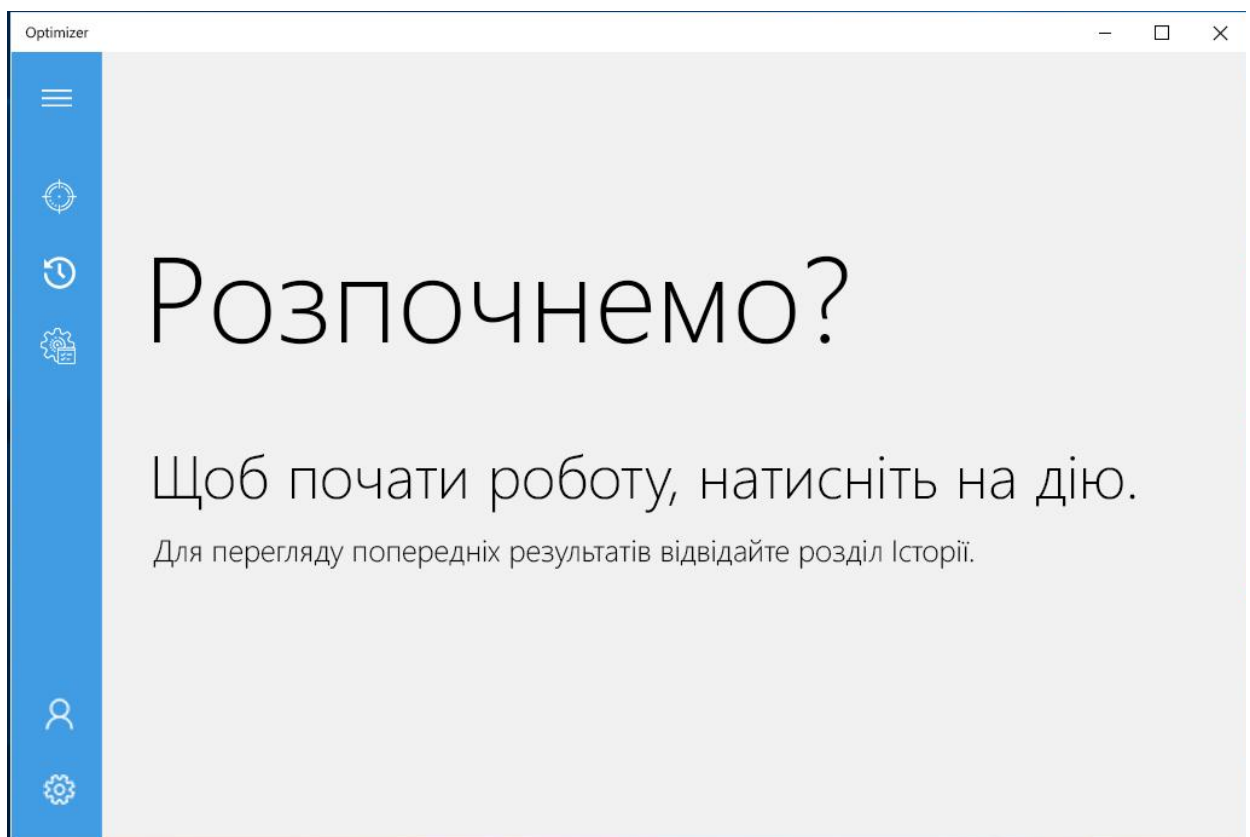 Optimizer
Розпочнемо?
Щоб почати роботу, натисніть на дію.
Для перегляду попередніх результатів відвідайте розділ Історії.